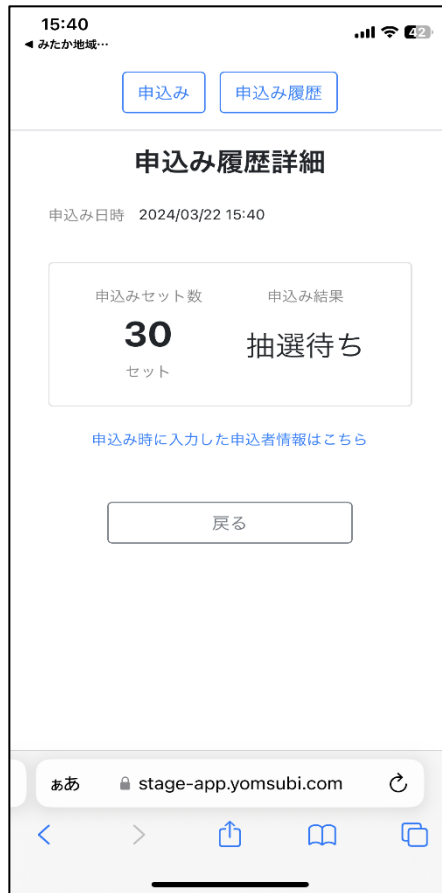 15:40
42
◀ みたか地域…
申込み 申込み履歴
申込み履歴詳細
申込み日時 2024/03/22 15:40
申込みセット数 申込み結果
30
抽選待ち
セット
申込み時に入力した申込者情報はこちら
戻る
ぁあ stage-app.yomsubi.com